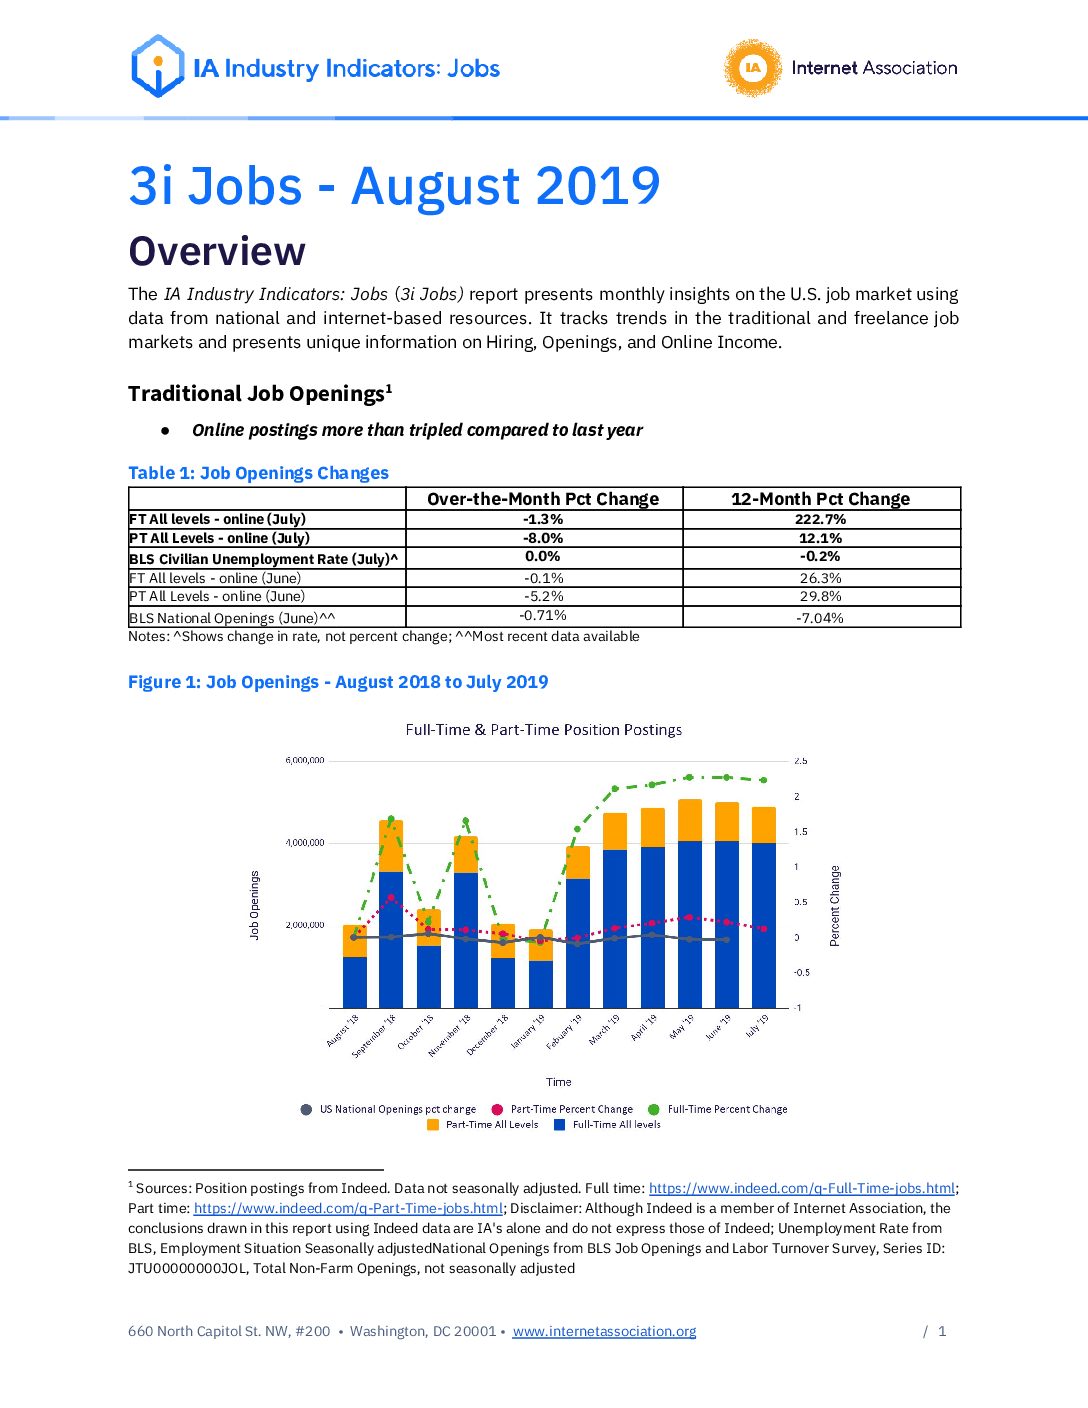 IA Industry Indicators: Jobs
IA
Internet Association
3i Jobs - August 2019
Overview
The IA Industry Indicators: Jobs (3i Jobs) report presents monthly insights on the U.S. job market using
data from national and internet-based resources. It tracks trends in the traditional and freelance job
markets and presents unique information on Hiring, Openings, and Online Income.
Traditional Job Openings¹
● Online postings more than tripled compared to last year
Table 1: Job Openings Changes
Over-the-Month Pct Change 12-Month Pct Change
FT All levels - online (July) -1.3% 222.7%
PT All Levels - online (July) -8.0% 12.1%
BLS Civilian Unemployment Rate (July)^ 0.0% -0.2%
FT All levels - online (June) -0.1% 26.3%
PT All Levels - online (June) -5.2% 29.8%
BLS National Openings (June)^^ -0.71% -7.04%
Notes: ^Shows change in rate, not percent change; ^^Most recent data available
Figure 1: Job Openings - August 2018 to July 2019
Full-Time & Part-Time Position Postings
Job Openings
6,000,000
4,000,000
2,000,000
2.5
2
1.5
1
0.5
0
-0.5
-1
Percent Change
August '18
September '18
October '18
November '18
December '18
January '19
Febuary '19
March '19
April '19
May '19
June '19
July '19
Time
US National Openings pct change Part-Time Percent Change Full-Time Percent Change
Part-Time All Levels Full-Time All levels
¹ Sources: Position postings from Indeed. Data not seasonally adjusted. Full time: https://www.indeed.com/q-Full-Time-jobs.html;
Part time: https://www.indeed.com/q-Part-Time-jobs.html; Disclaimer: Although Indeed is a member of Internet Association, the
conclusions drawn in this report using Indeed data are IA's alone and do not express those of Indeed; Unemployment Rate from
BLS, Employment Situation Seasonally adjustedNational Openings from BLS Job Openings and Labor Turnover Survey, Series ID:
JTU00000000JOL, Total Non-Farm Openings, not seasonally adjusted
660 North Capitol St. NW, #200 • Washington, DC 20001 • www.internetassociation.org / 1